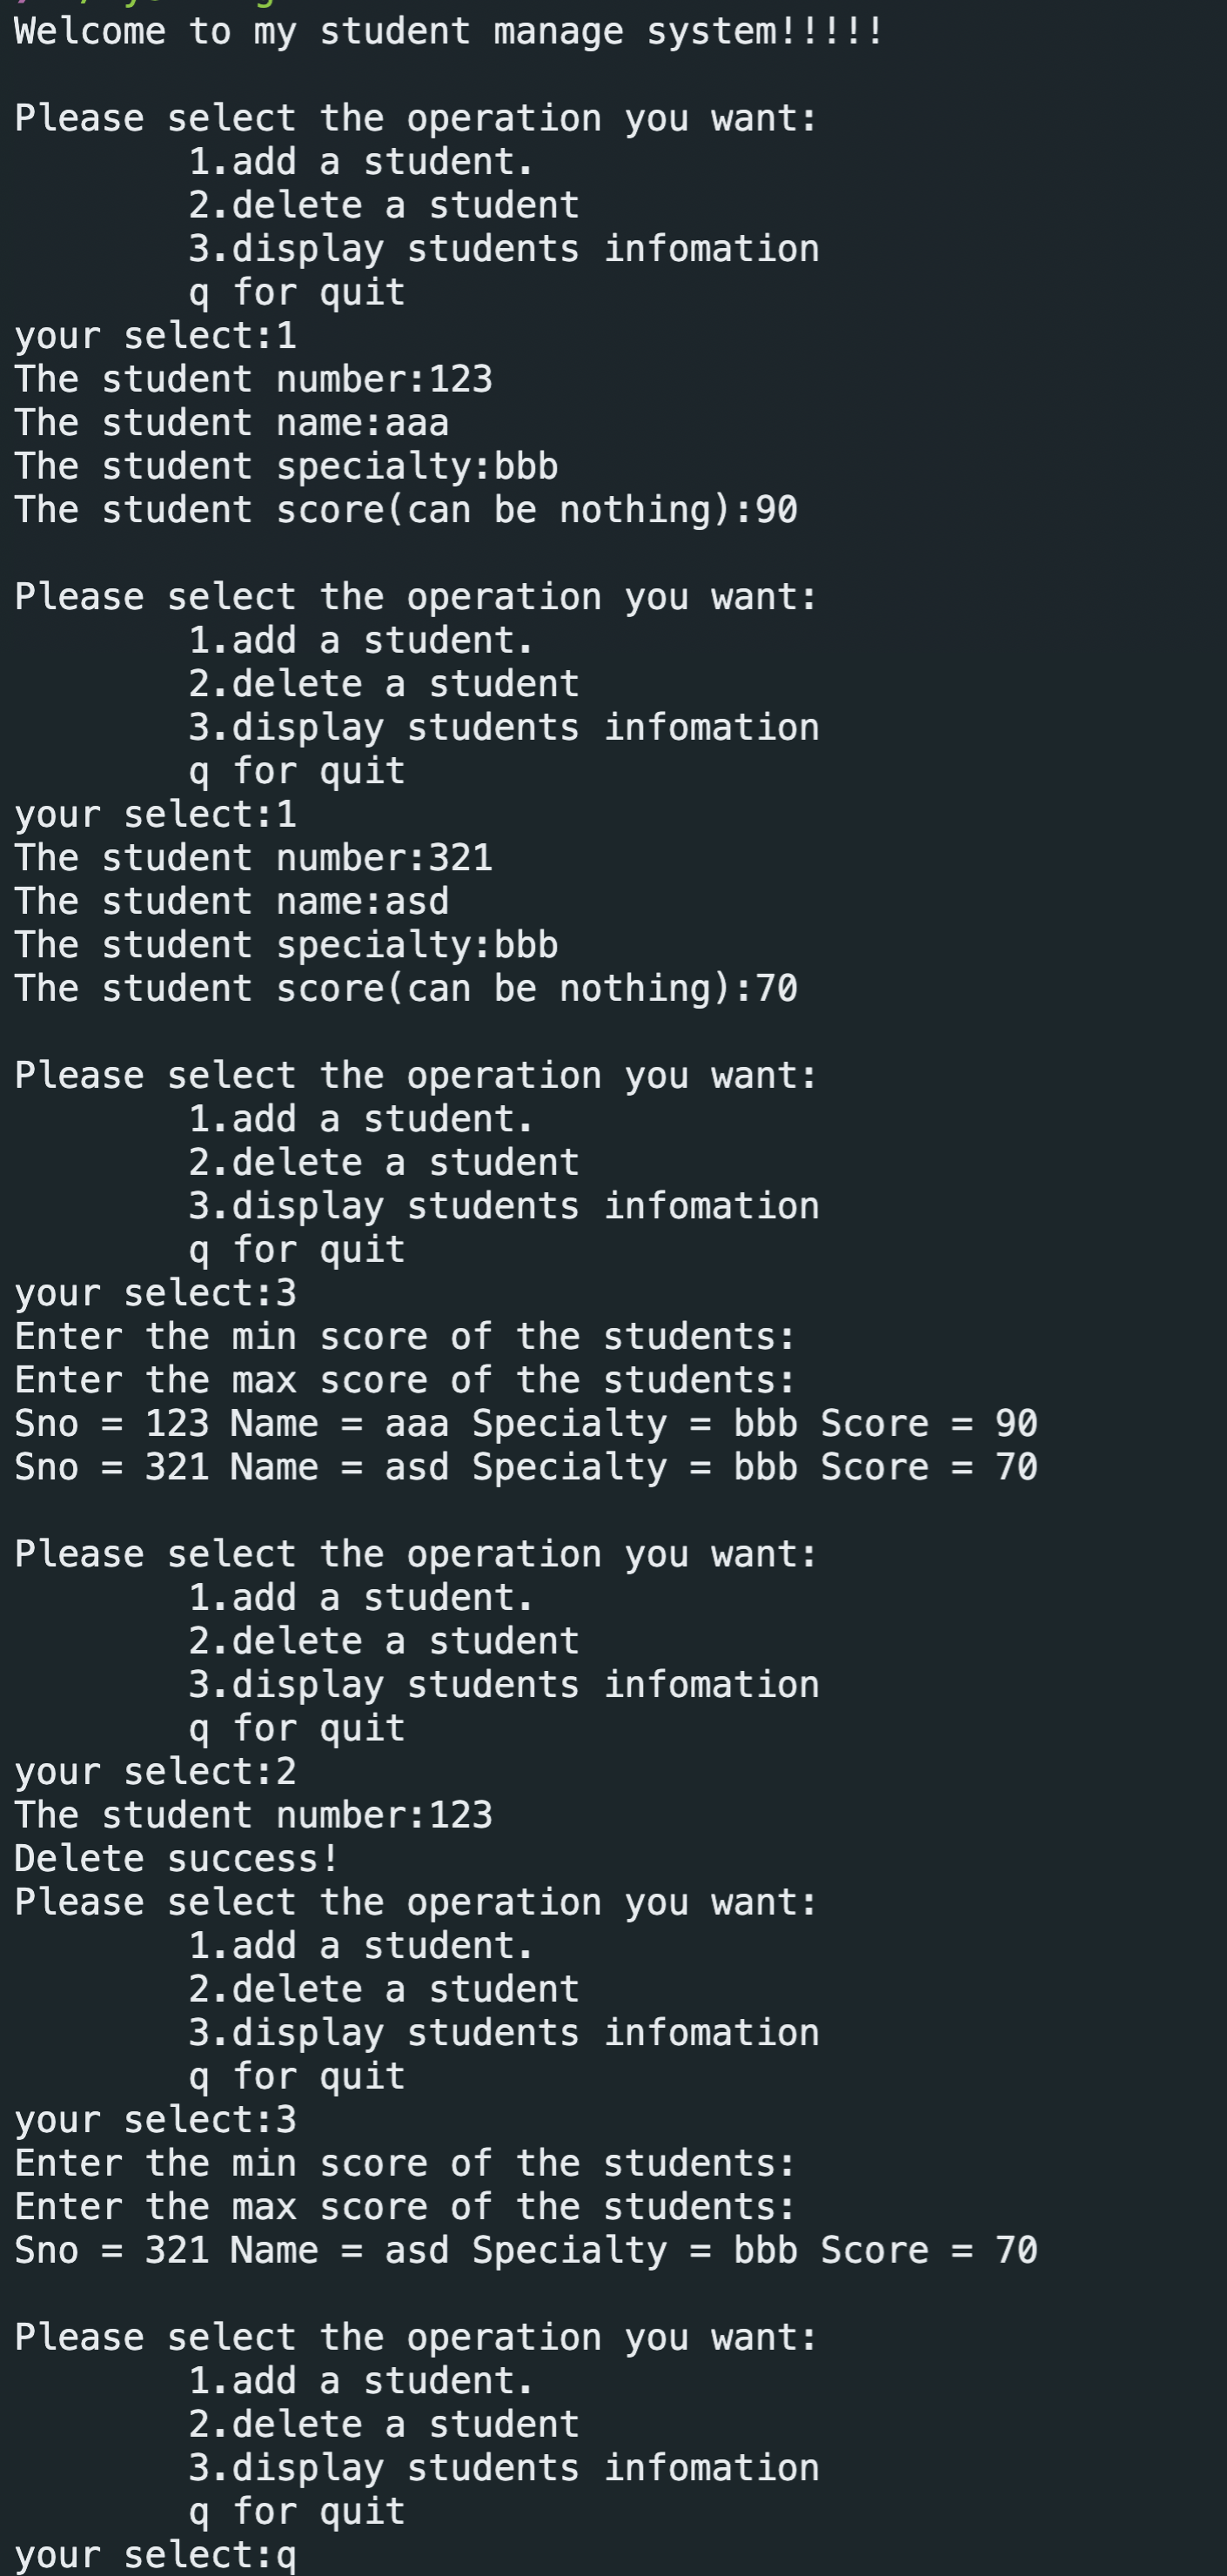 Welcome to my student manage system!!!!!
Please select the operation you want:
1.add a student.
2.delete a student
3.display students infomation
q for quit
your select:1
The student number:123
The student name:aaa
The student specialty:bbb
The student score(can be nothing):90
Please select the operation you want:
1.add a student.
2.delete a student
3.display students infomation
q for quit
your select:1
The student number:321
The student name:asd
The student specialty:bbb
The student score(can be nothing):70
Please select the operation you want:
1.add a student.
2.delete a student
3.display students infomation
q for quit
your select:3
Enter the min score of the students:
Enter the max score of the students:
Sno = 123 Name = aaa Specialty = bbb Score = 90
Sno = 321 Name = asd Specialty = bbb Score = 70
Please select the operation you want:
1.add a student.
2.delete a student
3.display students infomation
q for quit
your select:2
The student number:123
Delete success!
Please select the operation you want:
1.add a student.
2.delete a student
3.display students infomation
q for quit
your select:3
Enter the min score of the students:
Enter the max score of the students:
Sno = 321 Name = asd Specialty = bbb Score = 70
Please select the operation you want:
1.add a student.
2.delete a student
3.display students infomation
q for quit
your select:q